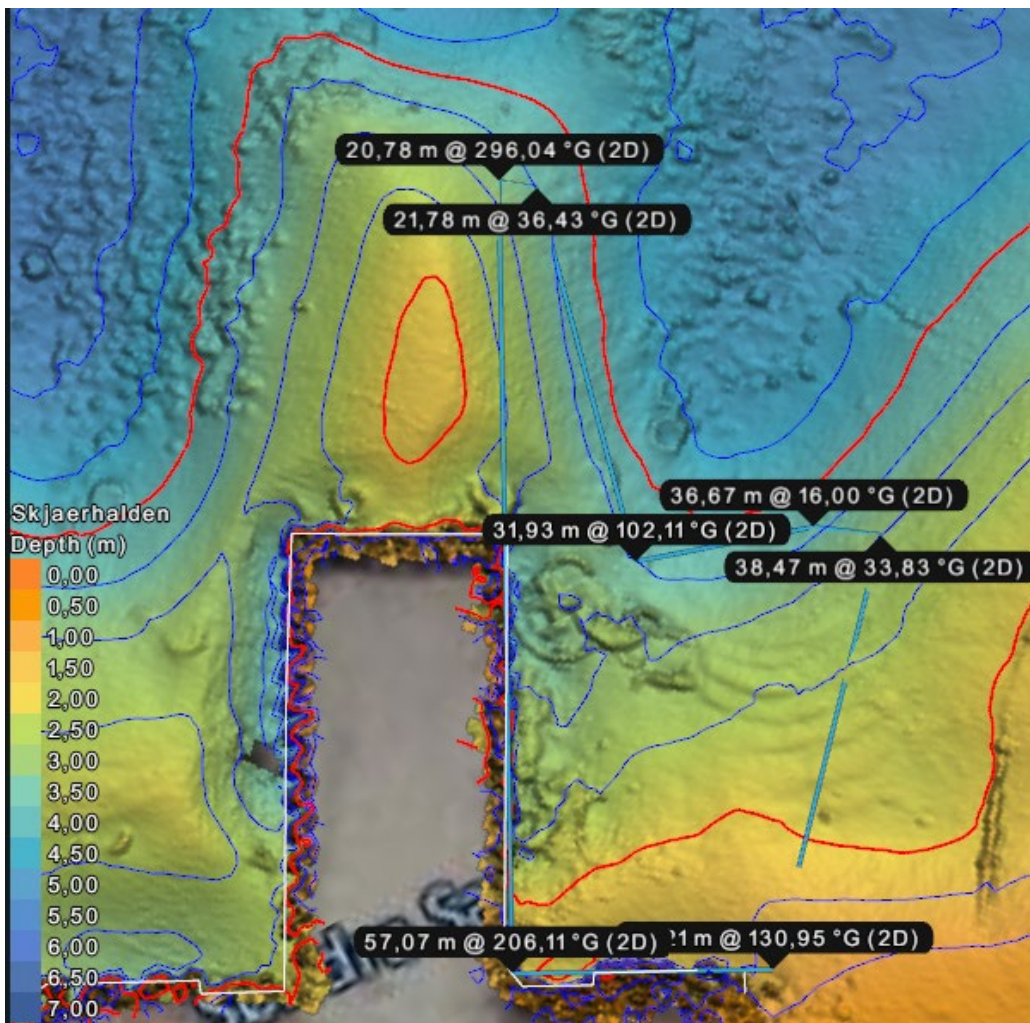 20,78 m @ 296,04 °G (2D)
21,78 m @ 36,43 °G (2D)
36,67 m @ 16,00 °G (2D)
31,93 m @ 102,11 °G (2D)
38,47 m @ 33,83 °G (2D)
Skjaerhalden
Depth (m)
0,00
0,50
1,00
1,50
2,00
2,50
3,00
3,50
4,00
4,50
5,00
5,50
6,00
6,50
7,00
57,07 m @ 206,11 °G (2D)
21 m @ 130,95 °G (2D)